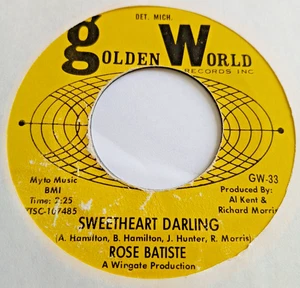 DET. MICH.
Golden World
RECORDS INC
Myto Music
BMI
Time: 2:25
TSC-107485
GW-33
Produced By:
Al Kent &
Richard Morris
SWEETHEART DARLING
(A. Hamilton, B. Hamilton, J. Hunter, R. Morris)
ROSE BATISTE
A Wingate Production